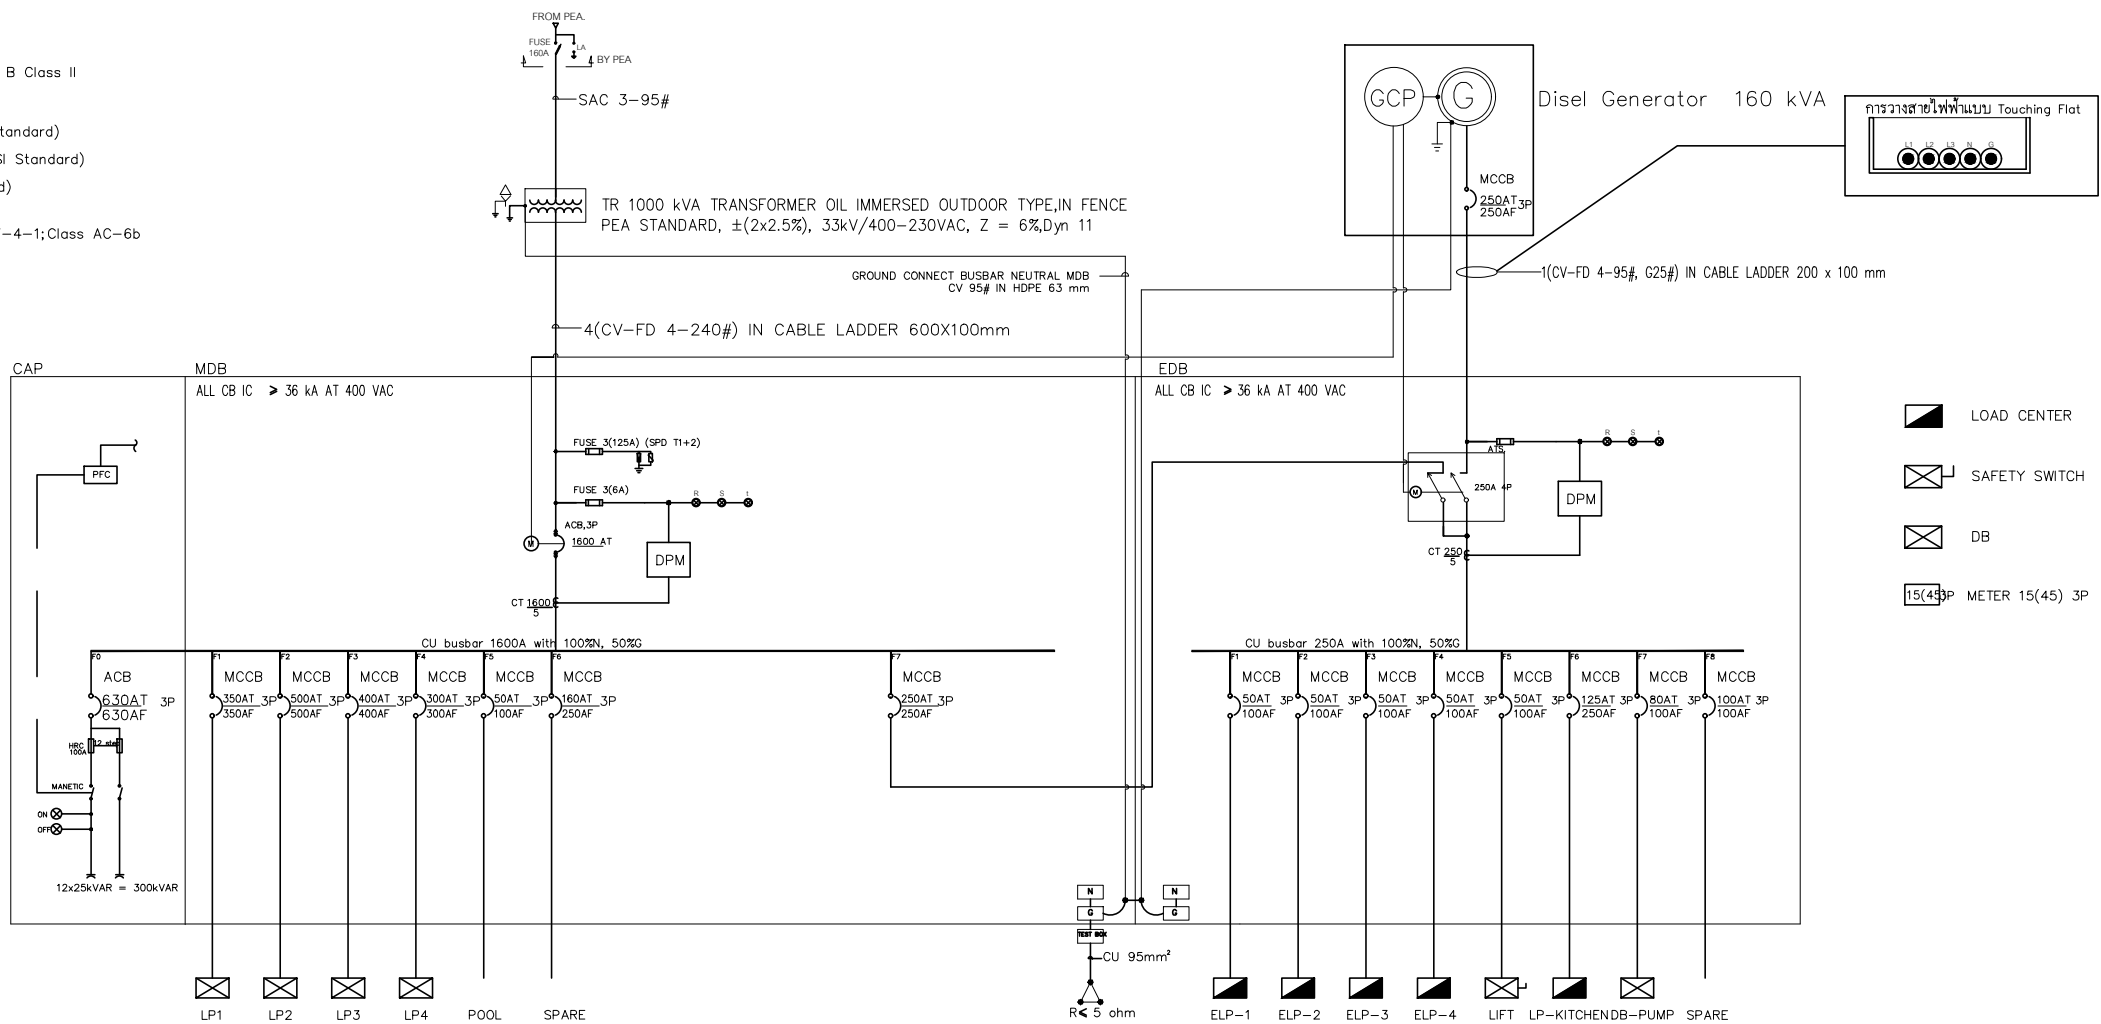 B Class II
tandard)
SI Standard)
d)
-4-1;Class AC-6b
FROM PEA.
FUSE
160A
LA
BY PEA
SAC 3-95#
TR 1000 kVA TRANSFORMER OIL IMMERSED OUTDOOR TYPE,IN FENCE
PEA STANDARD, ±(2x2.5%), 33kV/400-230VAC, Z = 6%,Dyn 11
GROUND CONNECT BUSBAR NEUTRAL MDB
CV 95# IN HDPE 63 mm
4(CV-FD 4-240#) IN CABLE LADDER 600X100mm
GCP
G
Disel Generator 160 kVA
MCCB
250AT 3P
250AF
การวางสายไฟฟ้าแบบ Touching Flat
L1 L2 L3 N G
1(CV-FD 4-95#, G25#) IN CABLE LADDER 200 x 100 mm
CAP
MDB
EDB
ALL CB IC ⩾ 36 kA AT 400 VAC
ALL CB IC ⩾ 36 kA AT 400 VAC
PFC
FUSE 3(125A) (SPD T1+2)
FUSE 3(6A)
R S t
ACB,3P
1600 AT
M
DPM
CT 1600
5
CU busbar 1600A with 100%N, 50%G
R S t
ATS
250A 4P
M
DPM
CT 250
5
CU busbar 250A with 100%N, 50%G
LOAD CENTER
SAFETY SWITCH
DB
15(45)3P METER 15(45) 3P
F0
ACB
630AT 3P
630AF
F1
MCCB
350AT 3P
350AF
F2
MCCB
500AT 3P
500AF
F3
MCCB
400AT 3P
400AF
F4
MCCB
300AT 3P
300AF
F5
MCCB
50AT 3P
100AF
F6
MCCB
160AT 3P
250AF
F7
MCCB
250AT 3P
250AF
F1
MCCB
50AT 3P
100AF
F2
MCCB
50AT 3P
100AF
F3
MCCB
50AT 3P
100AF
F4
MCCB
50AT 3P
100AF
F5
MCCB
50AT 3P
100AF
F6
MCCB
125AT 3P
250AF
F7
MCCB
80AT 3P
100AF
F8
MCCB
100AT 3P
100AF
HRC
100A
12 step
MANETIC
ON
OFF
12x25kVAR = 300kVAR
N
G
N
G
TEST BOX
CU 95mm²
R⩽ 5 ohm
LP1
LP2
LP3
LP4
POOL
SPARE
ELP-1
ELP-2
ELP-3
ELP-4
LIFT
LP-KITCHEN
DB-PUMP
SPARE